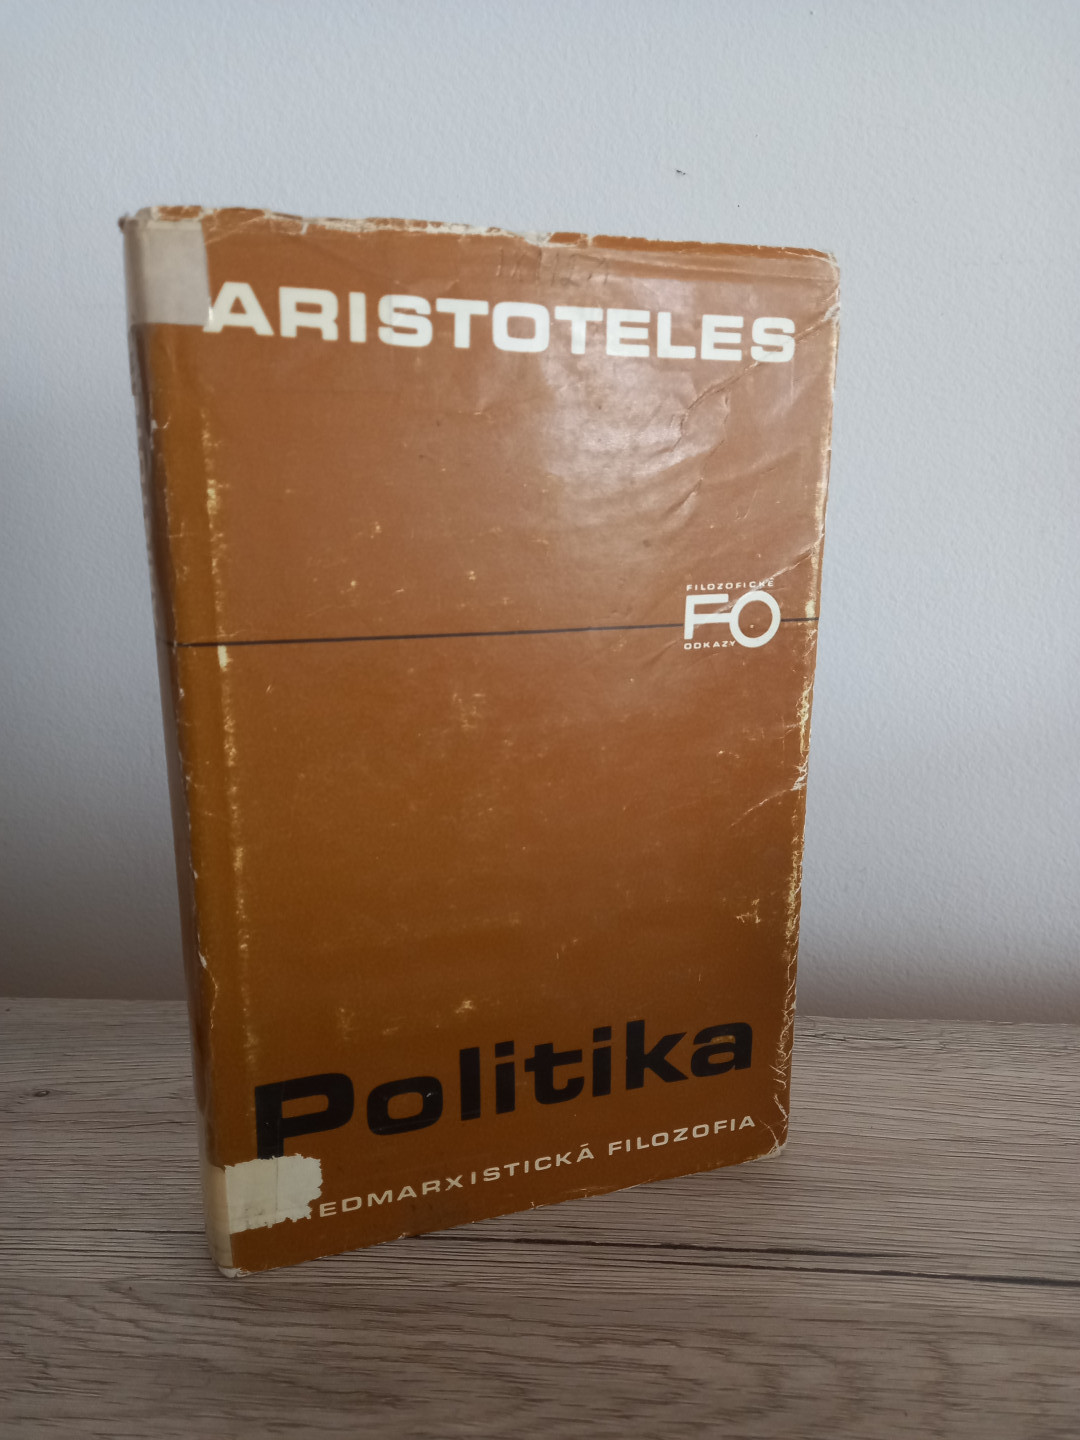 ARISTOTELES
FILOZOFICKÉ
FO
ODKAZY
Politika
REDMARXISTICKÁ FILOZOFIA